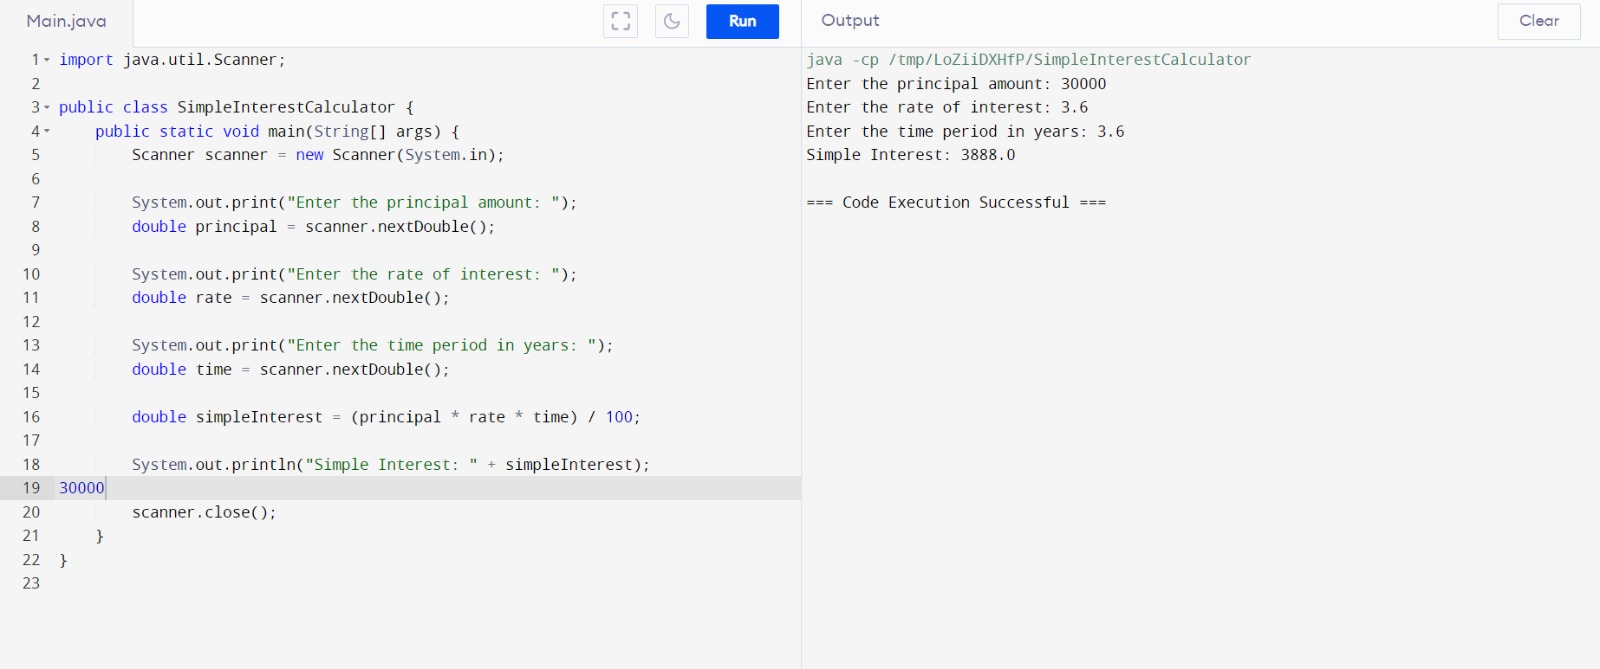 Main.java
Run
1 import java.util.Scanner;
2
3 public class SimpleInterestCalculator {
4     public static void main(String[] args) {
5         Scanner scanner = new Scanner(System.in);
6
7         System.out.print("Enter the principal amount: ");
8         double principal = scanner.nextDouble();
9
10         System.out.print("Enter the rate of interest: ");
11         double rate = scanner.nextDouble();
12
13         System.out.print("Enter the time period in years: ");
14         double time = scanner.nextDouble();
15
16         double simpleInterest = (principal * rate * time) / 100;
17
18         System.out.println("Simple Interest: " + simpleInterest);
19 30000
20         scanner.close();
21     }
22 }
23
Output
Clear
java -cp /tmp/LoZiiDXHfP/SimpleInterestCalculator
Enter the principal amount: 30000
Enter the rate of interest: 3.6
Enter the time period in years: 3.6
Simple Interest: 3888.0
=== Code Execution Successful ===